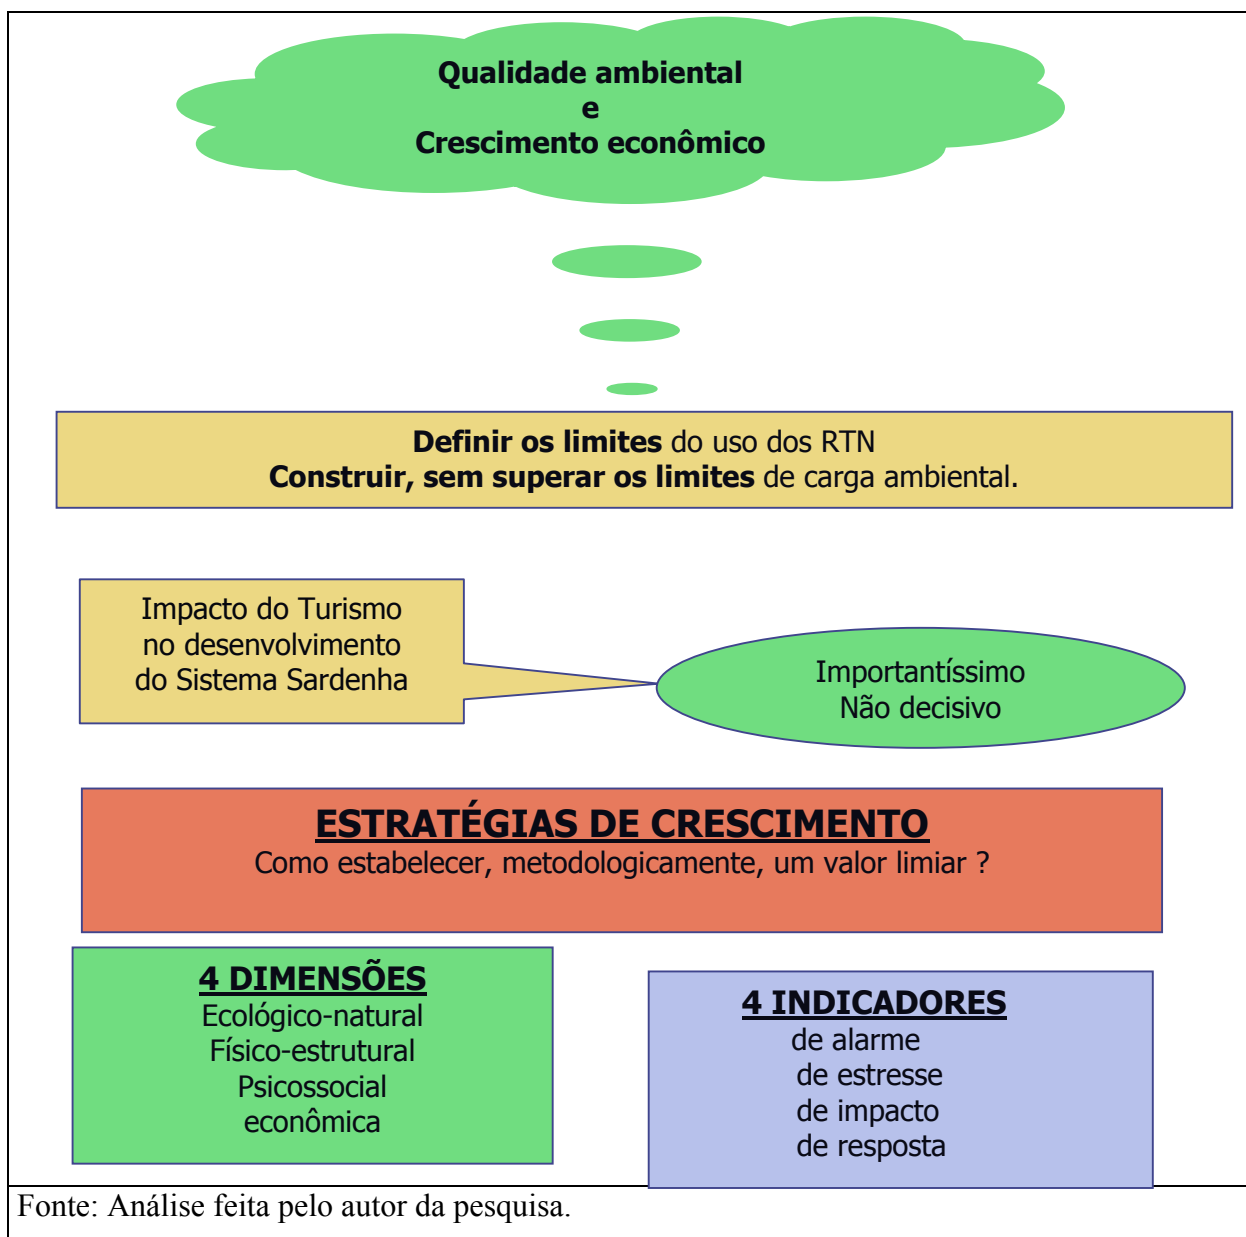 Qualidade ambiental
e
Crescimento econômico
Definir os limites do uso dos RTN
Construir, sem superar os limites de carga ambiental.
Impacto do Turismo
no desenvolvimento
do Sistema Sardenha
Importantíssimo
Não decisivo
ESTRATÉGIAS DE CRESCIMENTO
Como estabelecer, metodologicamente, um valor limiar ?
4 DIMENSÕES
Ecológico-natural
Físico-estrutural
Psicossocial
econômica
4 INDICADORES
de alarme
de estresse
de impacto
de resposta
Fonte: Análise feita pelo autor da pesquisa.